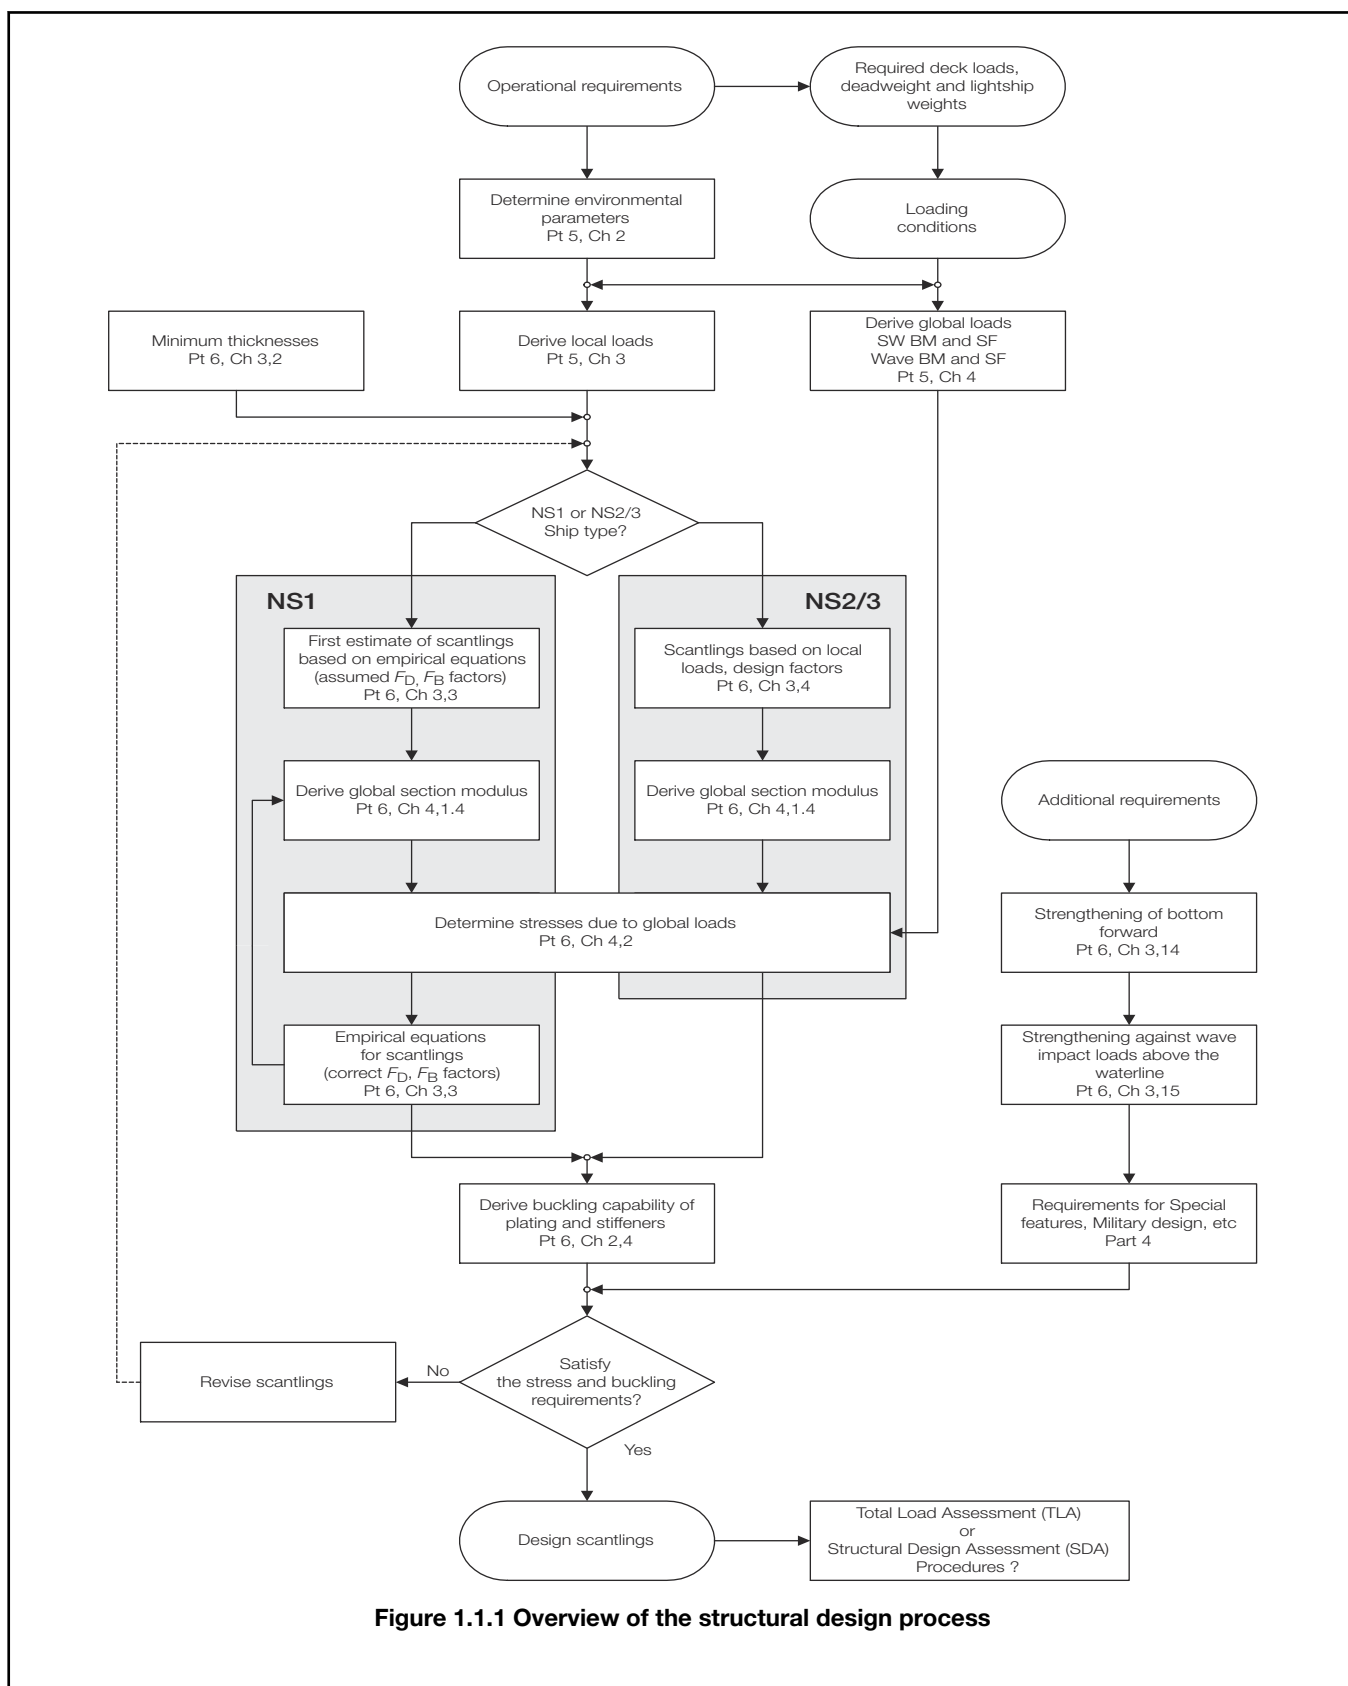 Operational requirements
Required deck loads,
deadweight and lightship
weights
Determine environmental
parameters
Pt 5, Ch 2
Loading
conditions
Minimum thicknesses
Pt 6, Ch 3,2
Derive local loads
Pt 5, Ch 3
Derive global loads
SW BM and SF
Wave BM and SF
Pt 5, Ch 4
NS1 or NS2/3
Ship type?
NS1
NS2/3
First estimate of scantlings
based on empirical equations
(assumed FD, FB factors)
Pt 6, Ch 3,3
Scantlings based on local
loads, design factors
Pt 6, Ch 3,4
Derive global section modulus
Pt 6, Ch 4,1.4
Derive global section modulus
Pt 6, Ch 4,1.4
Additional requirements
Determine stresses due to global loads
Pt 6, Ch 4,2
Strengthening of bottom
forward
Pt 6, Ch 3,14
Empirical equations
for scantlings
(correct FD, FB factors)
Pt 6, Ch 3,3
Strengthening against wave
impact loads above the
waterline
Pt 6, Ch 3,15
Derive buckling capability of
plating and stiffeners
Pt 6, Ch 2,4
Requirements for Special
features, Military design, etc
Part 4
Revise scantlings
No
Satisfy
the stress and buckling
requirements?
Yes
Design scantlings
Total Load Assessment (TLA)
or
Structural Design Assessment (SDA)
Procedures ?
Figure 1.1.1 Overview of the structural design process